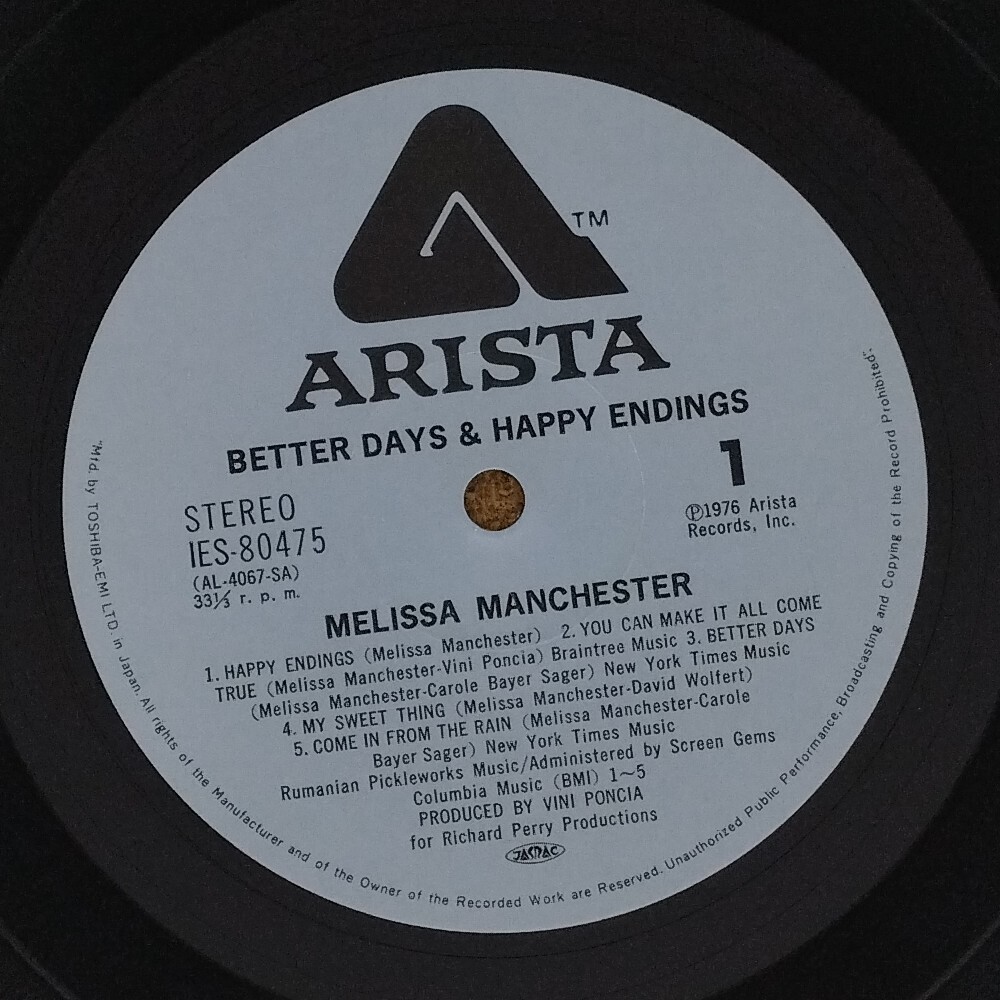 TM
ARISTA
BETTER DAYS & HAPPY ENDINGS
1
STEREO
IES-80475
(AL-4067-SA)
33⅓ r. p. m.
Ⓟ1976 Arista
Records, Inc.
MELISSA MANCHESTER
1. HAPPY ENDINGS (Melissa Manchester) 2. YOU CAN MAKE IT ALL COME
TRUE (Melissa Manchester-Vini Poncia) Braintree Music 3. BETTER DAYS
(Melissa Manchester-Carole Bayer Sager) New York Times Music
4. MY SWEET THING (Melissa Manchester-David Wolfert)
5. COME IN FROM THE RAIN (Melissa Manchester-Carole
Bayer Sager) New York Times Music
Rumanian Pickleworks Music/Administered by Screen Gems
Columbia Music (BMI) 1~5
PRODUCED BY VINI PONCIA
for Richard Perry Productions
JASRAC
"Mfd. by TOSHIBA-EMI LTD. in Japan. All rights of the Manufacturer and of the Owner of the Recorded Work are Reserved. Unauthorized Public Performance, Broadcasting and Copying of the Record Prohibited".